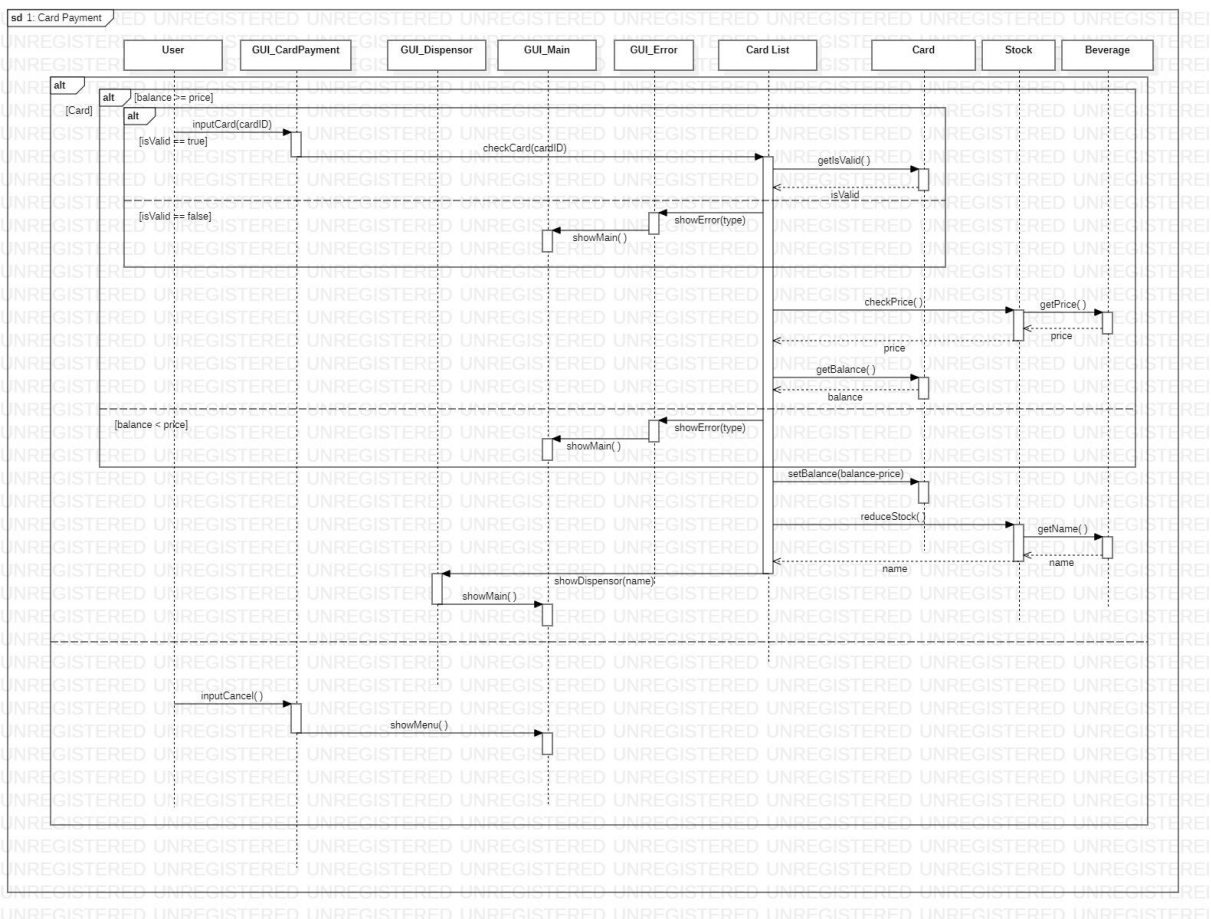 sd 1: Card Payment
User
GUI_CardPayment
GUI_Dispensor
GUI_Main
GUI_Error
Card List
Card
Stock
Beverage
alt
[Card]
alt
[balance >= price]
alt
inputCard(cardID)
[isValid == true]
checkCard(cardID)
getIsValid( )
isValid
[isValid == false]
showError(type)
showMain( )
checkPrice( )
getPrice( )
price
price
getBalance( )
balance
[balance < price]
showError(type)
showMain( )
setBalance(balance-price)
reduceStock( )
getName( )
name
name
showDispensor(name)
showMain( )
inputCancel( )
showMenu( )
UNREGISTERED